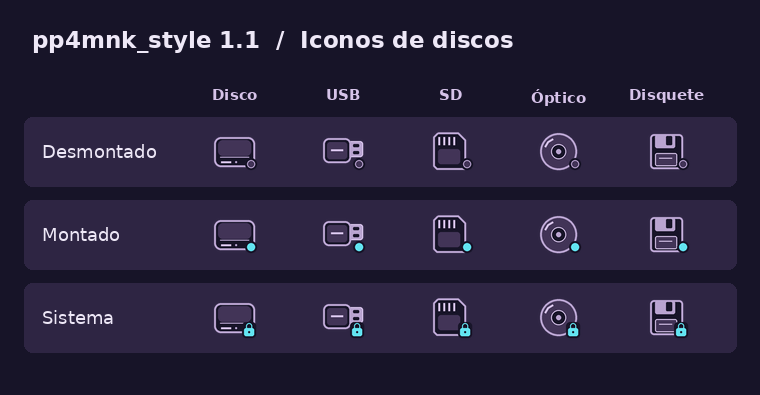 pp4mnk_style 1.1 / Iconos de discos
Disco USB SD Óptico Disquete
Desmontado
Montado
Sistema